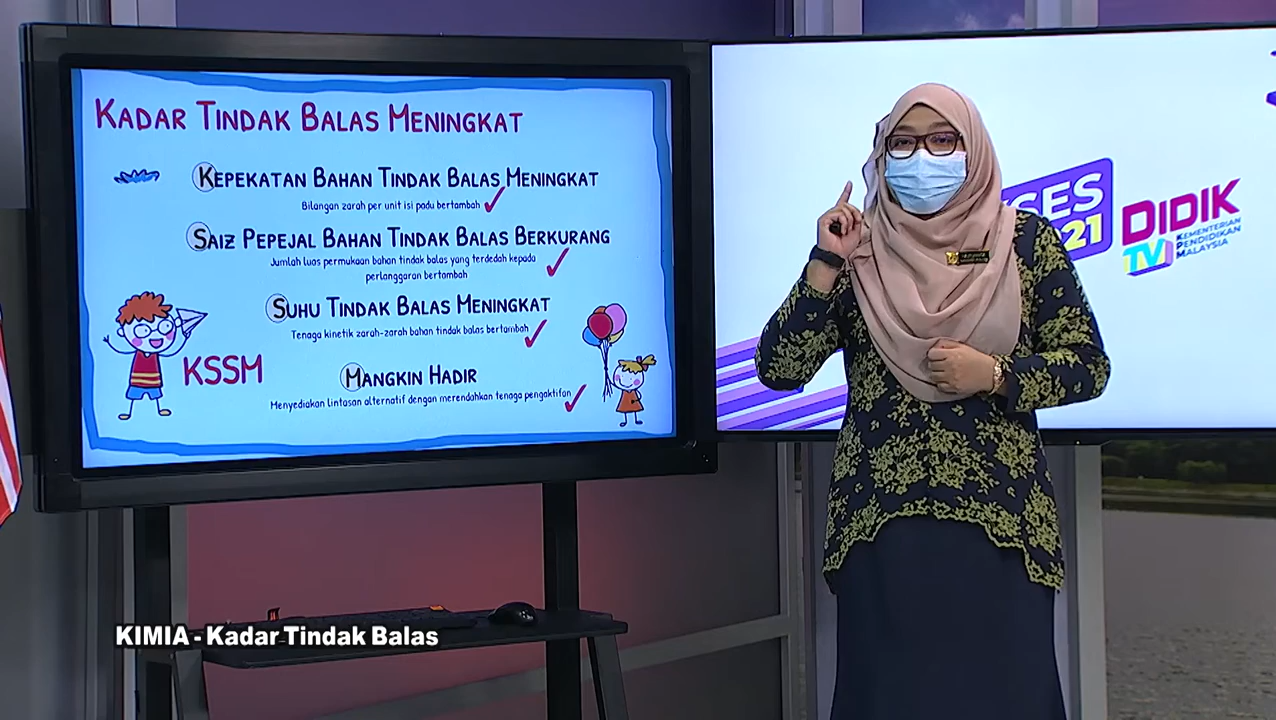 KADAR TINDAK BALAS MENINGKAT
KEPEKATAN BAHAN TINDAK BALAS MENINGKAT
Bilangan zarah per unit isi padu bertambah
SAIZ PEPEJAL BAHAN TINDAK BALAS BERKURANG
Jumlah luas permukaan bahan tindak balas yang terdedah kepada
perlanggaran bertambah
SUHU TINDAK BALAS MENINGKAT
Tenaga kinetik zarah-zarah bahan tindak balas bertambah
KSSM
MANGKIN HADIR
Menyediakan lintasan alternatif dengan merendahkan tenaga pengaktifan
SES
21
DIDIK
TV
KEMENTERIAN
PENDIDIKAN
MALAYSIA
KIMIA - Kadar Tindak Balas